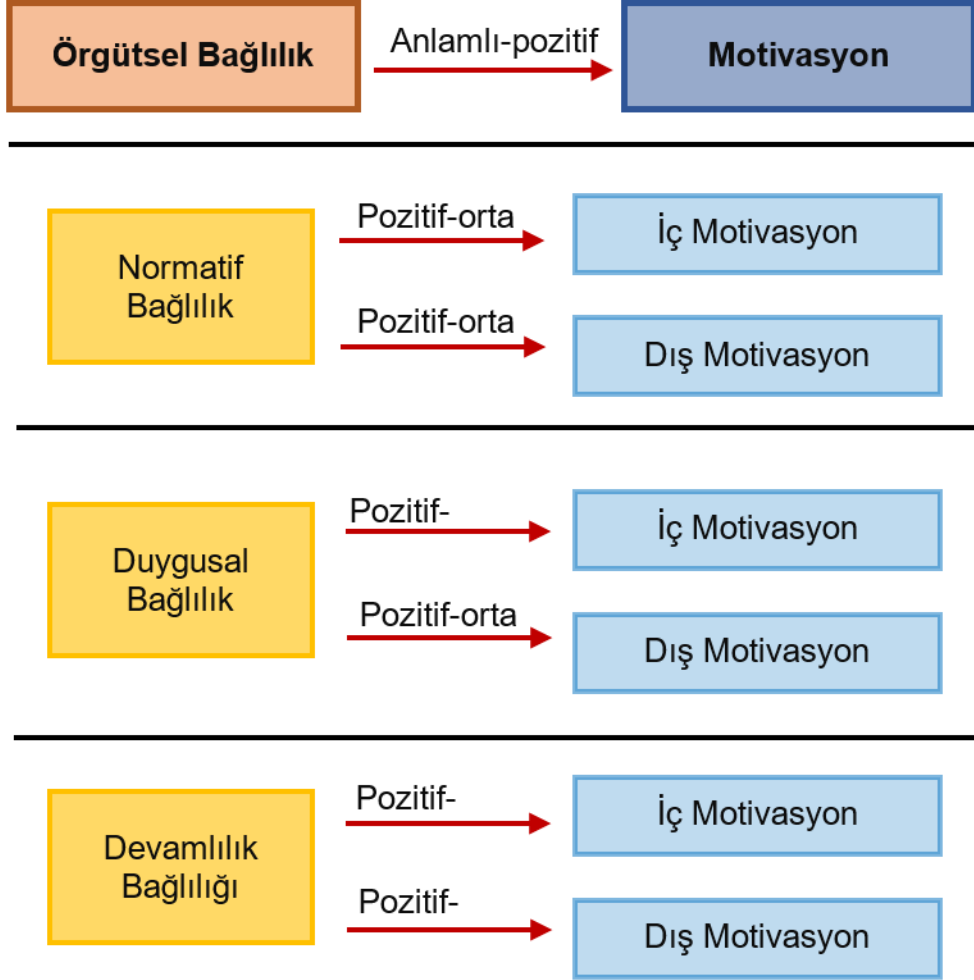 Örgütsel Bağlılık
Anlamlı-pozitif
Motivasyon
Normatif
Bağlılık
Pozitif-orta
İç Motivasyon
Pozitif-orta
Dış Motivasyon
Duygusal
Bağlılık
Pozitif-
İç Motivasyon
Pozitif-orta
Dış Motivasyon
Devamlılık
Bağlılığı
Pozitif-
İç Motivasyon
Pozitif-
Dış Motivasyon